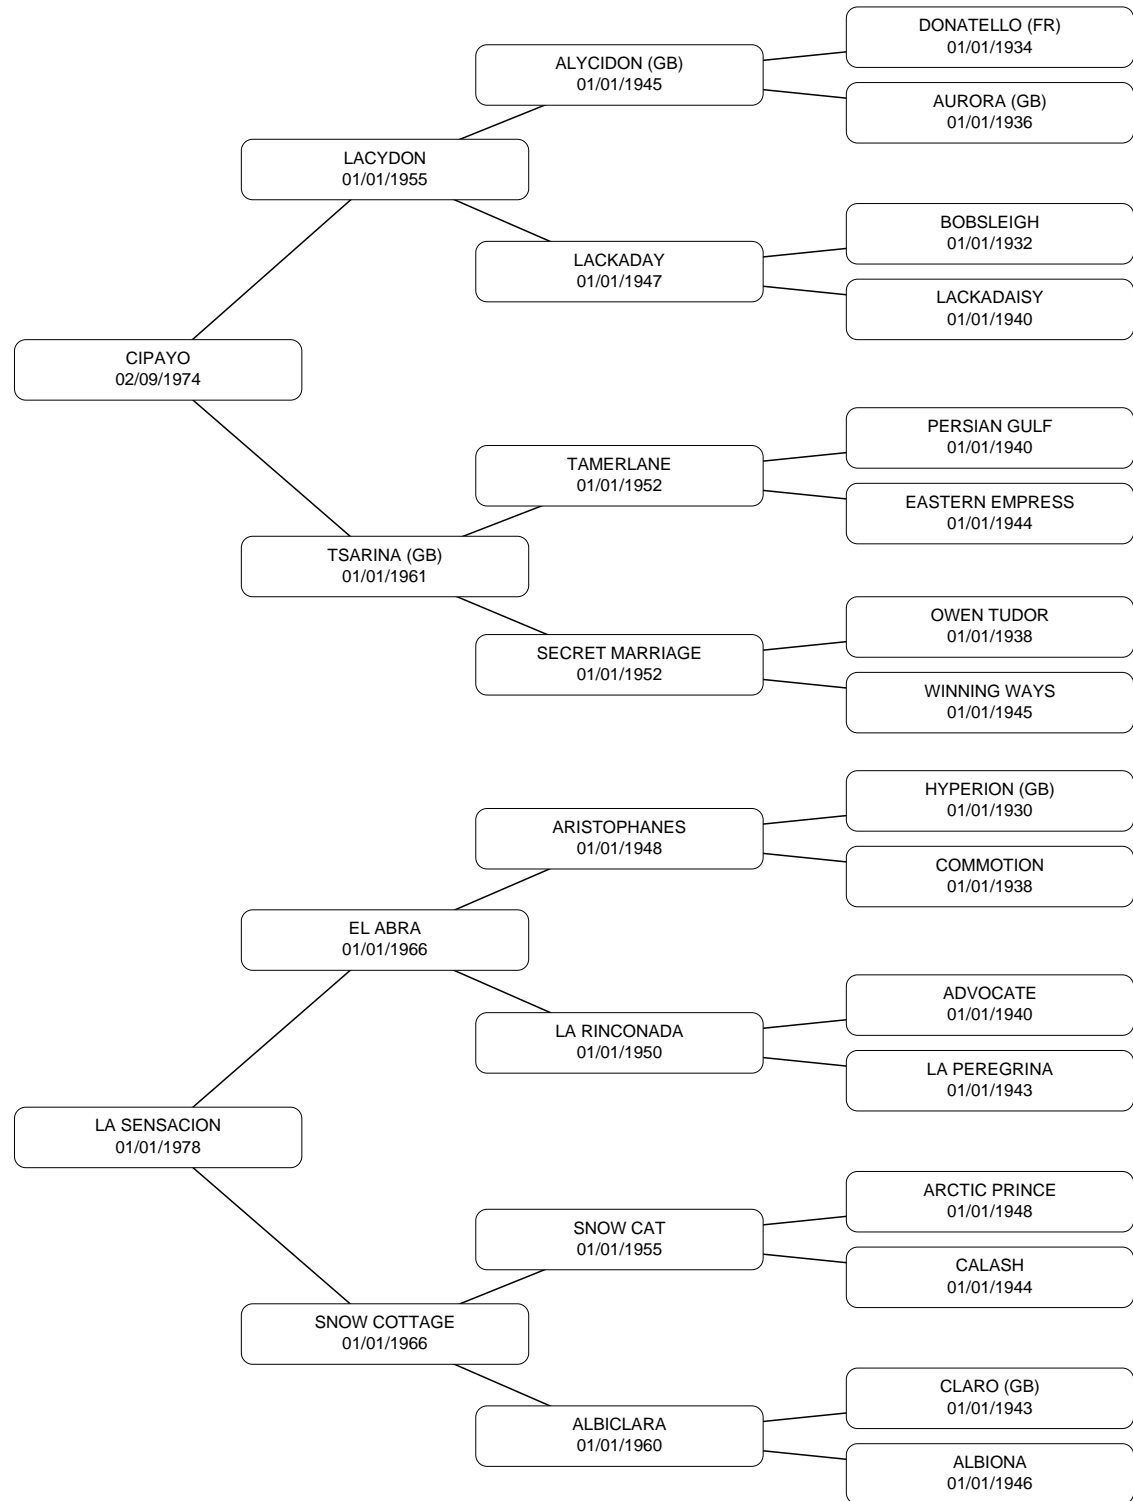 DONATELLO (FR)
01/01/1934
ALYCIDON (GB)
01/01/1945
AURORA (GB)
01/01/1936
LACYDON
01/01/1955
BOBSLEIGH
01/01/1932
LACKADAY
01/01/1947
LACKADAISY
01/01/1940
CIPAYO
02/09/1974
PERSIAN GULF
01/01/1940
TAMERLANE
01/01/1952
EASTERN EMPRESS
01/01/1944
TSARINA (GB)
01/01/1961
OWEN TUDOR
01/01/1938
SECRET MARRIAGE
01/01/1952
WINNING WAYS
01/01/1945
HYPERION (GB)
01/01/1930
ARISTOPHANES
01/01/1948
COMMOTION
01/01/1938
EL ABRA
01/01/1966
ADVOCATE
01/01/1940
LA RINCONADA
01/01/1950
LA PEREGRINA
01/01/1943
LA SENSACION
01/01/1978
ARCTIC PRINCE
01/01/1948
SNOW CAT
01/01/1955
CALASH
01/01/1944
SNOW COTTAGE
01/01/1966
CLARO (GB)
01/01/1943
ALBICLARA
01/01/1960
ALBIONA
01/01/1946